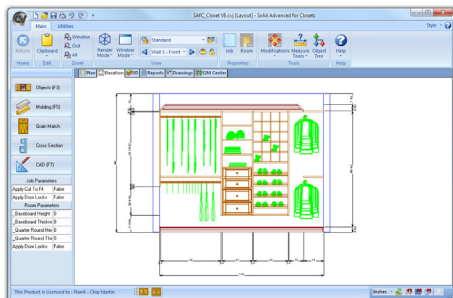 SAfC_Closet V8.cvj [Layout] - Solid Advanced for Closets
Main Utilities Style
Return Clipboard Window Out All Render Mode Window Mode Standard Wall 1 - Front Job Room Modifications Measure Tools Object Tree Help
Home Edit Zoom View Properties Tools Help
Plan Elevation 3D Reports Drawings S2M Center
Objects (F3)
Molding (F5)
Grain Match
Cross Section
CAD (F7)
Job Parameters
Apply Cut To Fit False
Apply Door Locks False
Room Parameters
_Baseboard Height 0
_Baseboard Thickne 0
_Quarter Round Hei 0
_Quarter Round Thi 0
Apply Door Locks False
This Product is Licensed to: Planit - Chip Martin
Inches